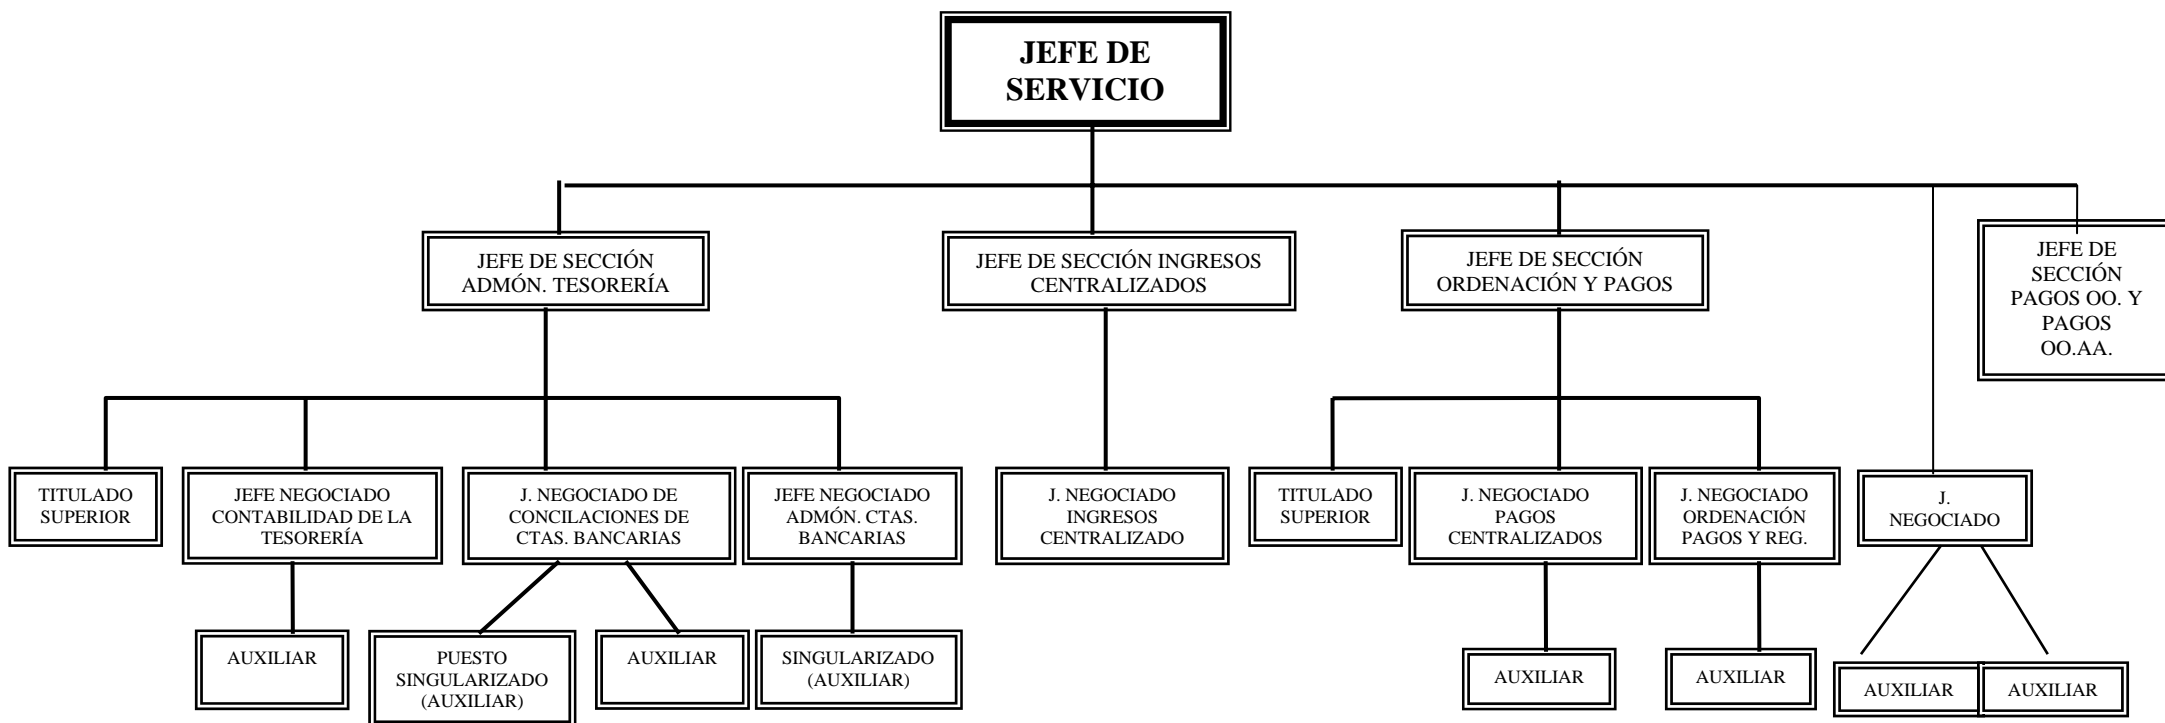 JEFE DE
SERVICIO
JEFE DE SECCIÓN
ADMÓN. TESORERÍA
JEFE DE SECCIÓN INGRESOS
CENTRALIZADOS
JEFE DE SECCIÓN
ORDENACIÓN Y PAGOS
JEFE DE
SECCIÓN
PAGOS OO. Y
PAGOS
OO.AA.
TITULADO
SUPERIOR
JEFE NEGOCIADO
CONTABILIDAD DE LA
TESORERÍA
J. NEGOCIADO DE
CONCILACIONES DE
CTAS. BANCARIAS
JEFE NEGOCIADO
ADMÓN. CTAS.
BANCARIAS
J. NEGOCIADO
INGRESOS
CENTRALIZADO
TITULADO
SUPERIOR
J. NEGOCIADO
PAGOS
CENTRALIZADOS
J. NEGOCIADO
ORDENACIÓN
PAGOS Y REG.
J.
NEGOCIADO
AUXILIAR
PUESTO
SINGULARIZADO
(AUXILIAR)
AUXILIAR
SINGULARIZADO
(AUXILIAR)
AUXILIAR
AUXILIAR
AUXILIAR
AUXILIAR